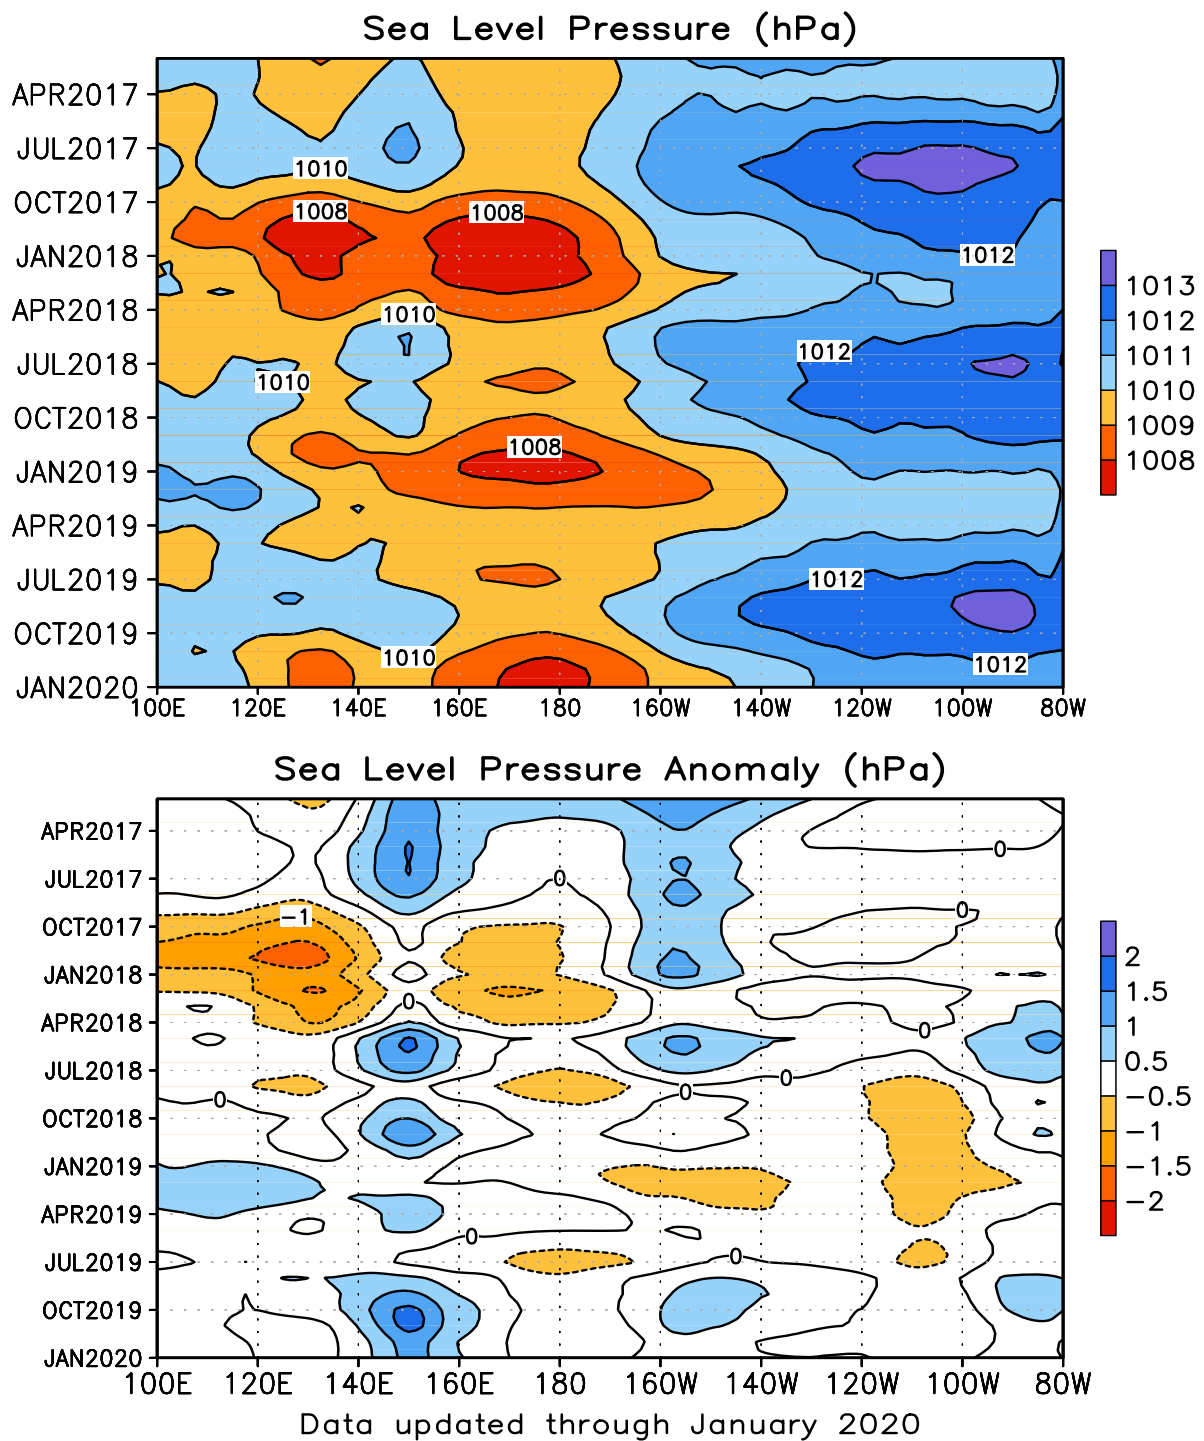 Sea Level Pressure (hPa)
APR2017
JUL2017
OCT2017
JAN2018
APR2018
JUL2018
OCT2018
JAN2019
APR2019
JUL2019
OCT2019
JAN2020
1010
1008
1008
1012
1010
1012
1010
1008
1012
1010
1012
100E 120E 140E 160E 180 160W 140W 120W 100W 80W
1013
1012
1011
1010
1009
1008
Sea Level Pressure Anomaly (hPa)
APR2017
JUL2017
OCT2017
JAN2018
APR2018
JUL2018
OCT2018
JAN2019
APR2019
JUL2019
OCT2019
JAN2020
0
0
0
−1
0
0
0
0
0
0
0
100E 120E 140E 160E 180 160W 140W 120W 100W 80W
2
1.5
1
0.5
−0.5
−1
−1.5
−2
Data updated through January 2020